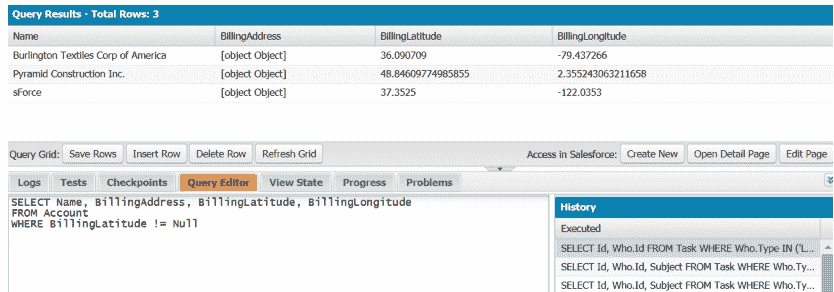 Query Results - Total Rows: 3
Name BillingAddress BillingLatitude BillingLongitude
Burlington Textiles Corp of America [object Object] 36.090709 -79.437266
Pyramid Construction Inc. [object Object] 48.84609774985855 2.355243063211658
sForce [object Object] 37.3525 -122.0353
Query Grid: Save Rows Insert Row Delete Row Refresh Grid Access in Salesforce: Create New Open Detail Page Edit Page
Logs Tests Checkpoints Query Editor View State Progress Problems
SELECT Name, BillingAddress, BillingLatitude, BillingLongitude
FROM Account
WHERE BillingLatitude != Null
History
Executed
SELECT Id, Who.Id FROM Task WHERE Who.Type IN ('L...
SELECT Id, Who.Id, Subject FROM Task WHERE Who.Ty...
SELECT Id, Who.Id, Subject FROM Task WHERE Who.Ty...